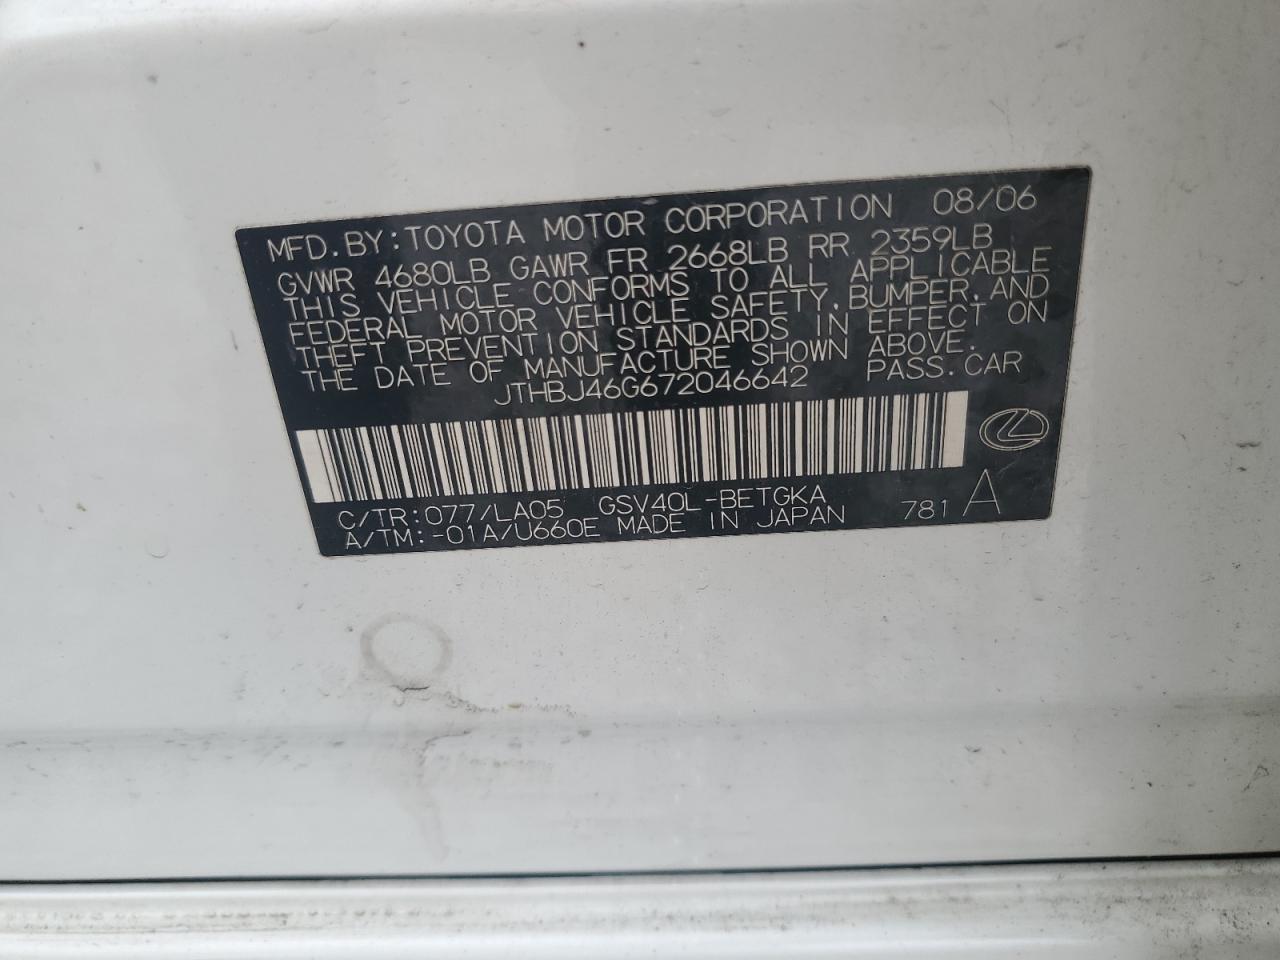 MFD. BY: TOYOTA MOTOR CORPORATION 08/06
GVWR 4680LB GAWR FR 2668LB RR 2359LB
THIS VEHICLE CONFORMS TO ALL APPLICABLE
FEDERAL MOTOR VEHICLE SAFETY, BUMPER, AND
THEFT PREVENTION STANDARDS IN EFFECT ON
THE DATE OF MANUFACTURE SHOWN ABOVE.
JTHBJ46G672046642 PASS. CAR
C/TR: 077/LA05 GSV40L-BETGKA
A/TM: -01A/U660E MADE IN JAPAN 781 A